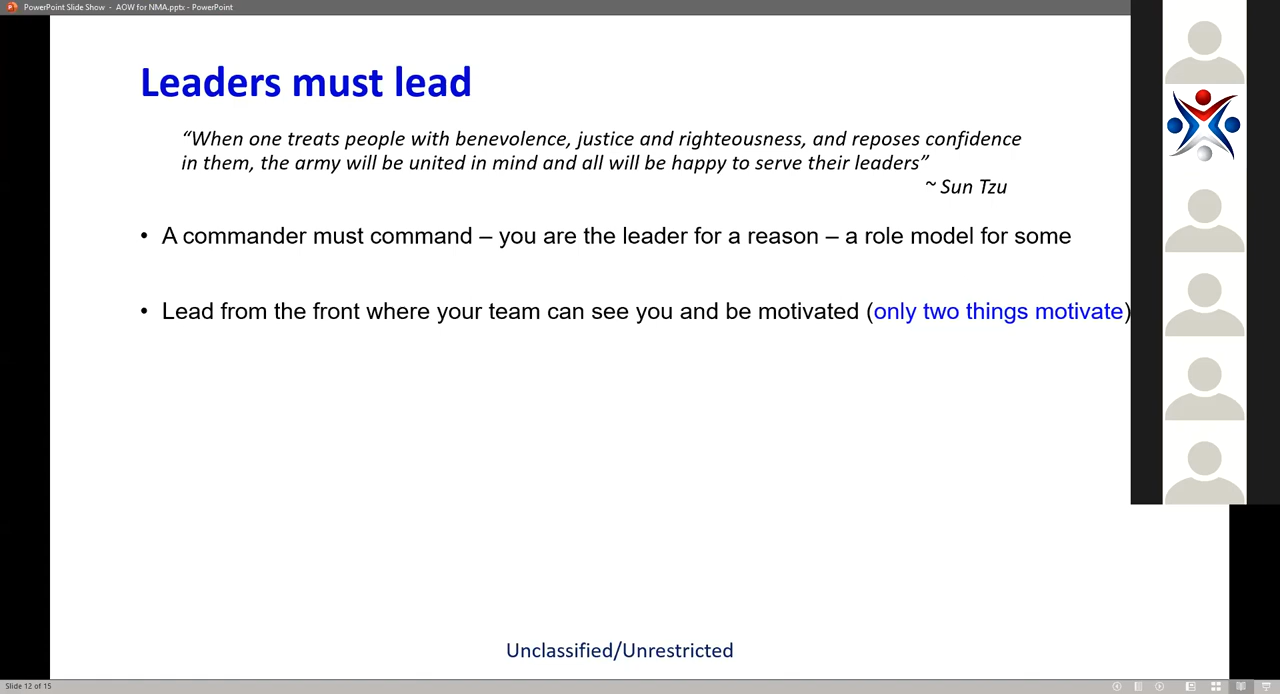 PowerPoint Slide Show - AOW for NMA.pptx - PowerPoint
Leaders must lead
“When one treats people with benevolence, justice and righteousness, and reposes confidence
in them, the army will be united in mind and all will be happy to serve their leaders”
~ Sun Tzu
• A commander must command – you are the leader for a reason – a role model for some
• Lead from the front where your team can see you and be motivated (only two things motivate)
Unclassified/Unrestricted
Slide 12 of 15